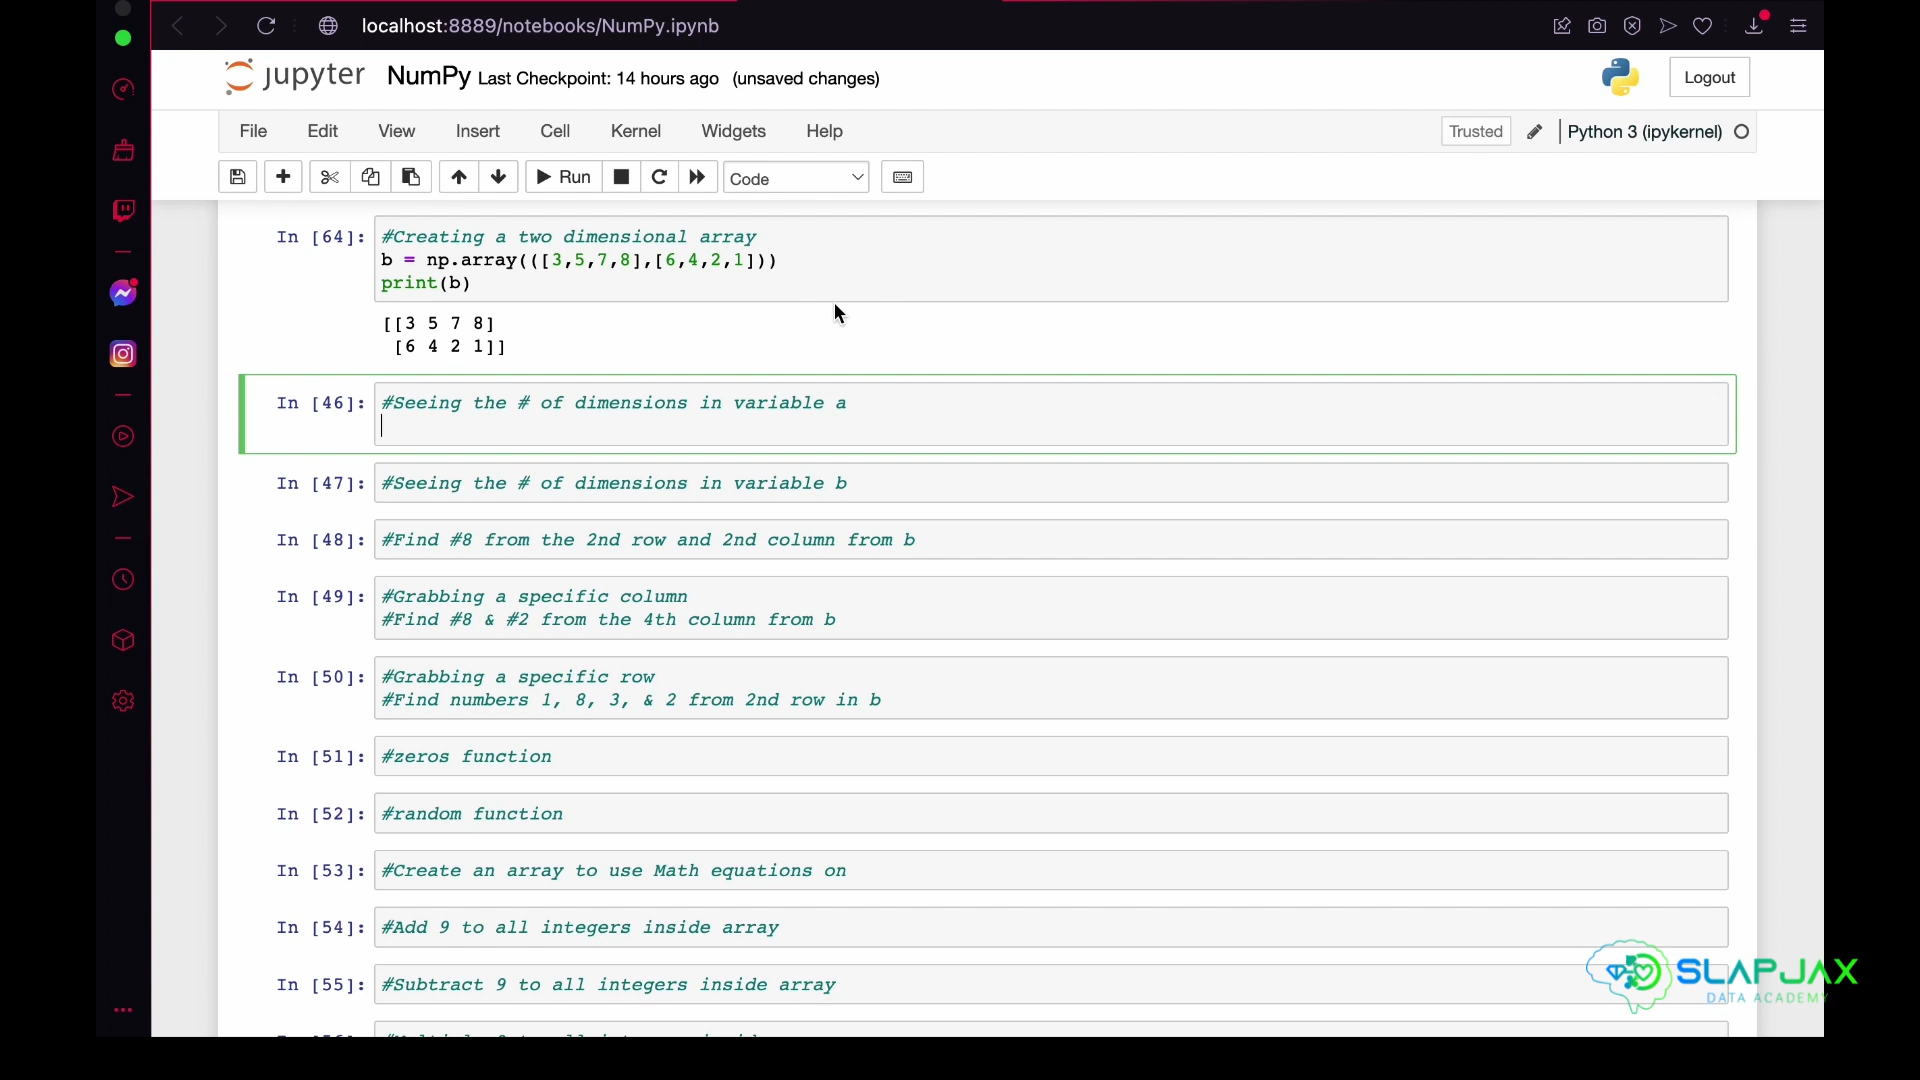 localhost:8889/notebooks/NumPy.ipynb
jupyter NumPy Last Checkpoint: 14 hours ago (unsaved changes)
Logout
File Edit View Insert Cell Kernel Widgets Help
Trusted Python 3 (ipykernel)
Run Code
In [64]: #Creating a two dimensional array
b = np.array(([3,5,7,8],[6,4,2,1]))
print(b)
[[3 5 7 8]
[6 4 2 1]]
In [46]: #Seeing the # of dimensions in variable a
In [47]: #Seeing the # of dimensions in variable b
In [48]: #Find #8 from the 2nd row and 2nd column from b
In [49]: #Grabbing a specific column
#Find #8 & #2 from the 4th column from b
In [50]: #Grabbing a specific row
#Find numbers 1, 8, 3, & 2 from 2nd row in b
In [51]: #zeros function
In [52]: #random function
In [53]: #Create an array to use Math equations on
In [54]: #Add 9 to all integers inside array
In [55]: #Subtract 9 to all integers inside array
SLAPJAX
DATA ACADEMY